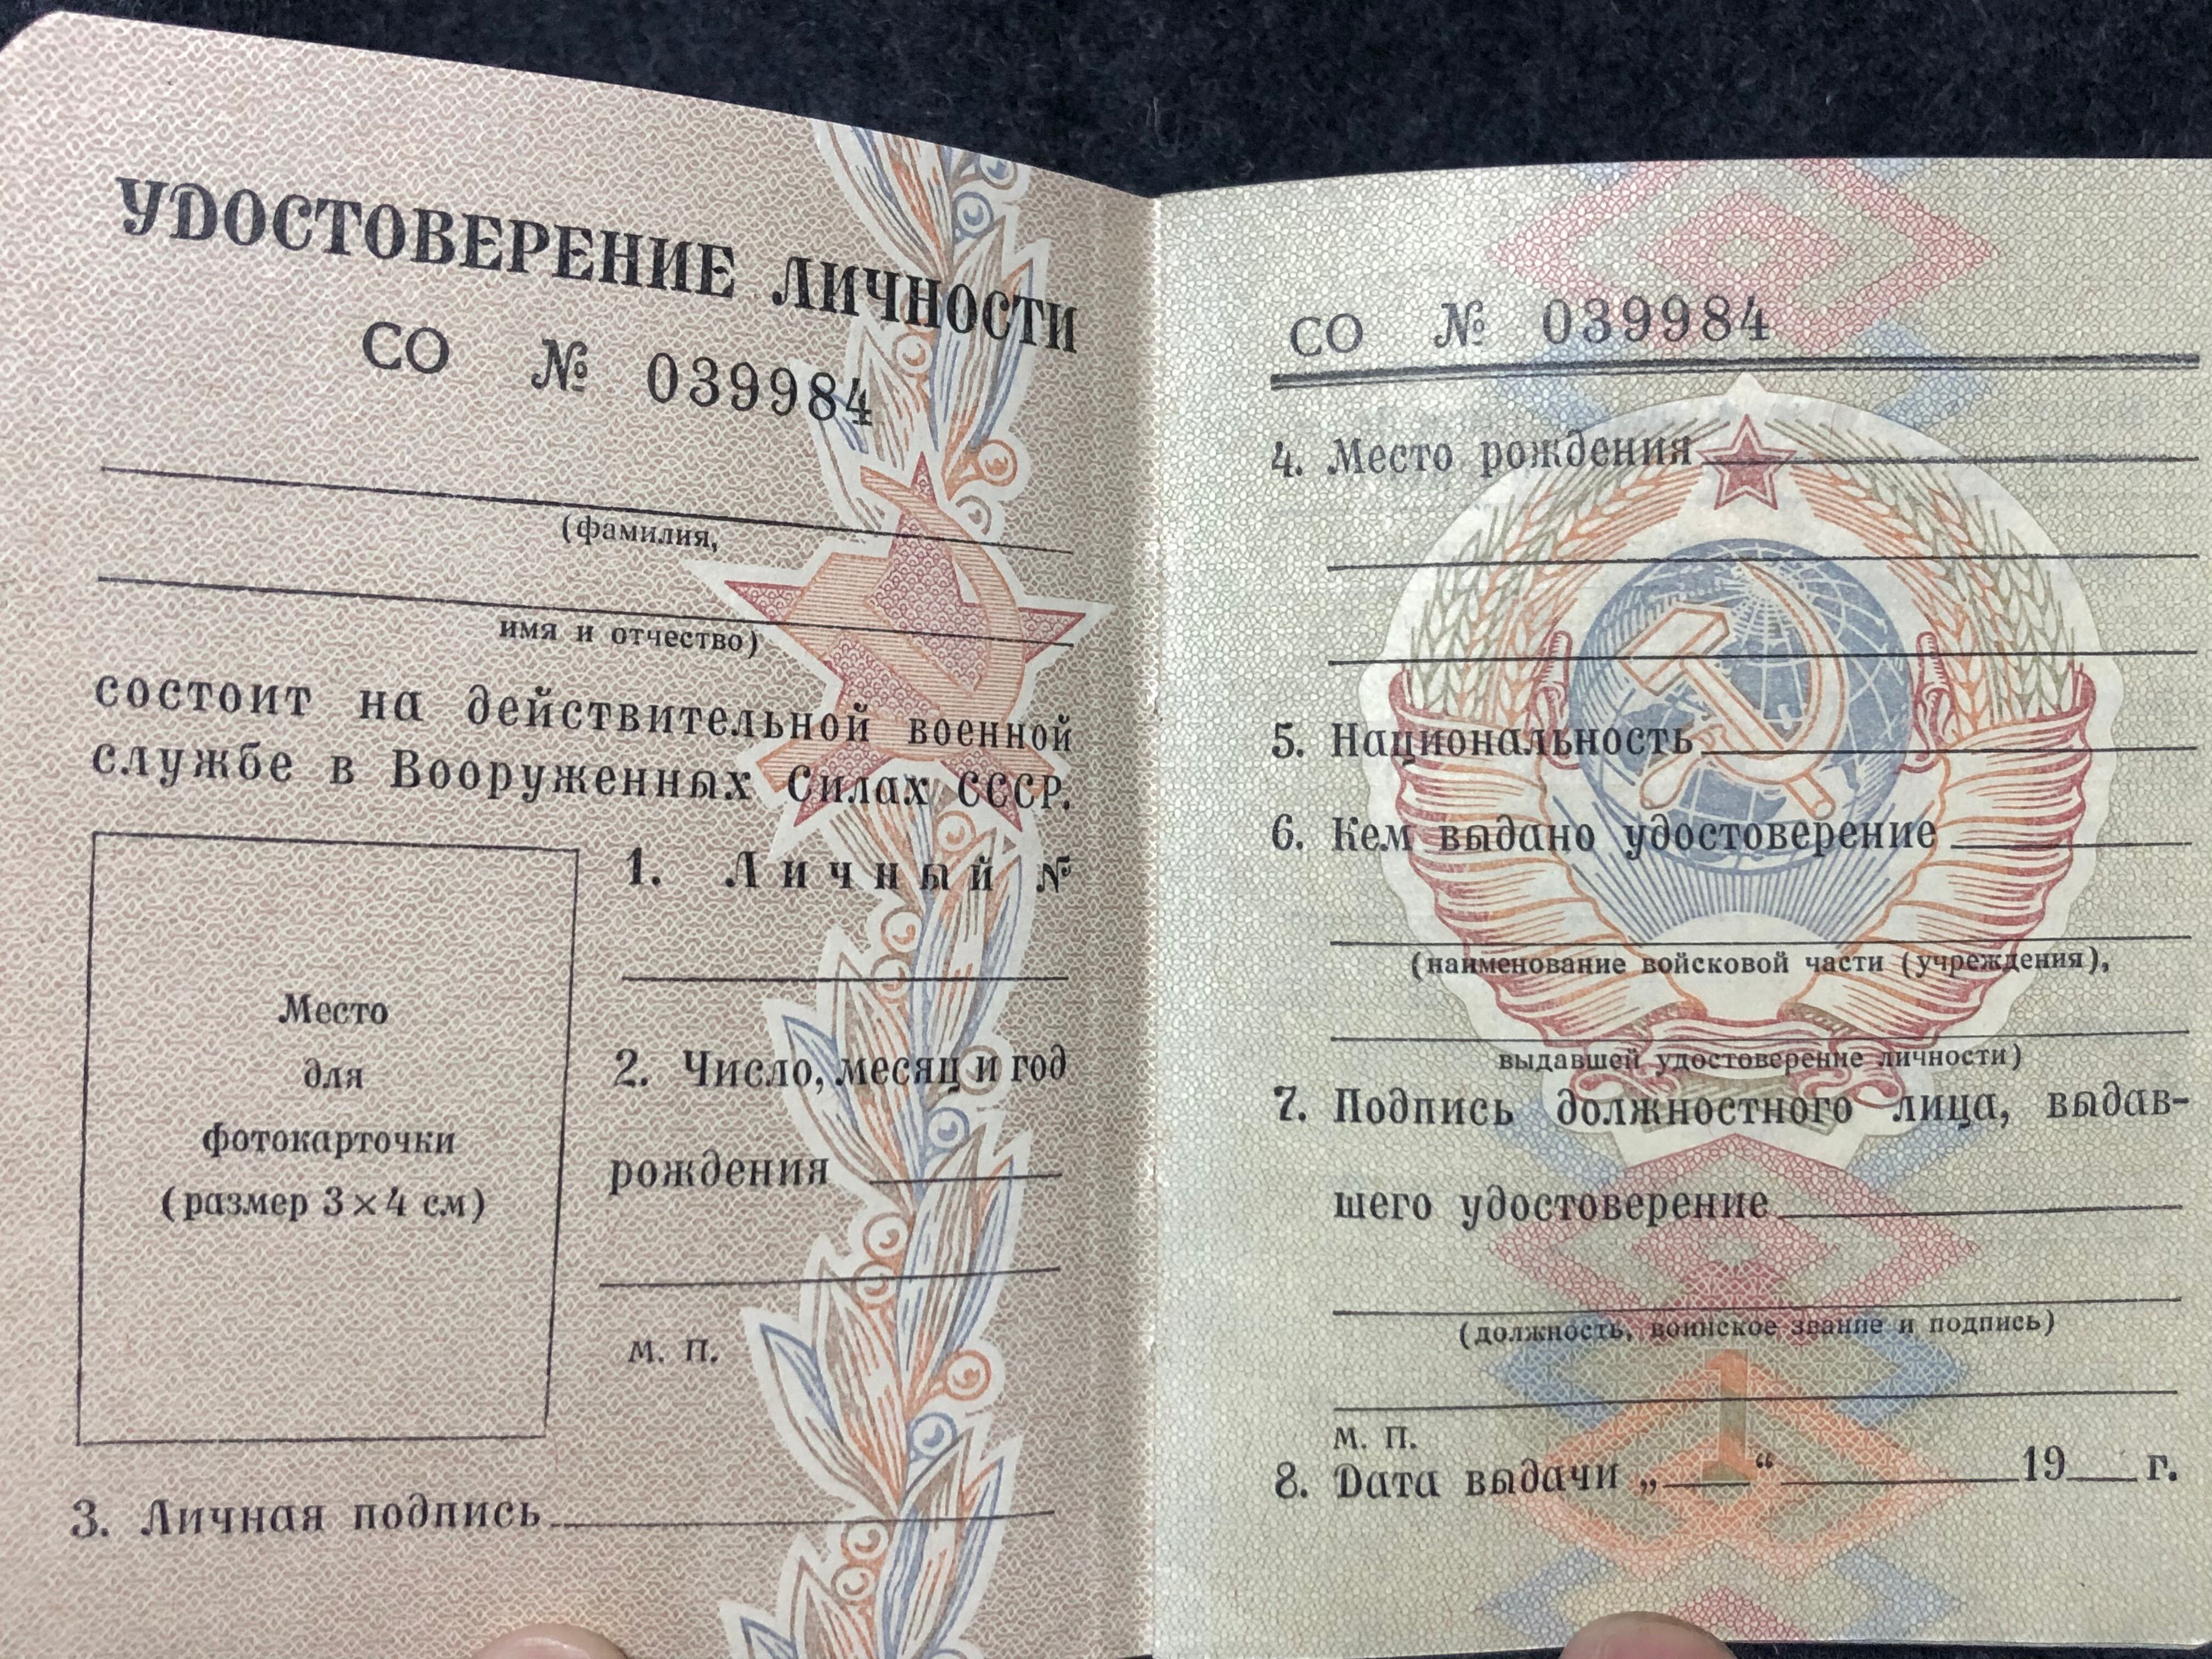 УДОСТОВЕРЕНИЕ ЛИЧНОСТИ
СО № 039984
(фамилия,
имя и отчество)
состоит на действительной военной
службе в Вооруженных Силах СССР.
Место
для
фотокарточки
(размер 3×4 см)
1. Личный №
2. Число, месяц и год
рождения
М. П.
3. Личная подпись
СО № 039984
4. Место рождения
5. Национальность
6. Кем выдано удостоверение
(наименование войсковой части (учреждения),
выдавшей удостоверение личности)
7. Подпись должностного лица, выдав-
шего удостоверение
(должность, воинское звание и подпись)
М. П.
8. Дата выдачи „ “ 19 г.
1